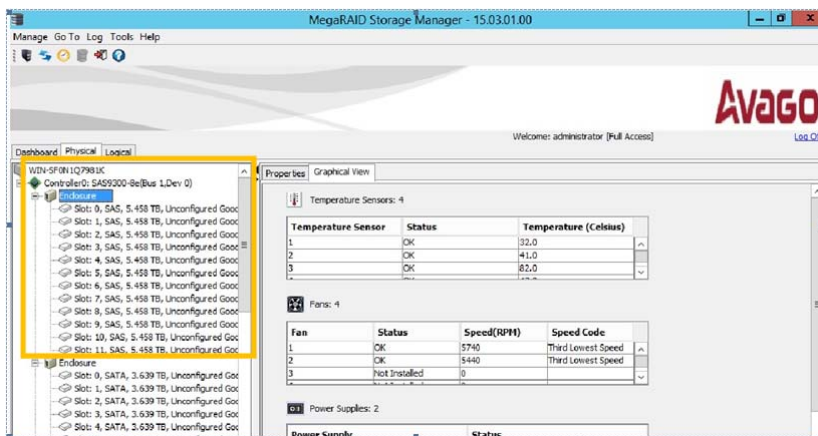 MegaRAID Storage Manager - 15.03.01.00
Manage Go To Log Tools Help
Avago
Welcome: administrator [Full Access]
Log
Dashboard Physical Logical
WIN-SF0N1Q7981K
Controller0: SAS9300-8e(Bus 1,Dev 0)
Enclosure
Slot: 0, SAS, 5.458 TB, Unconfigured Good
Slot: 1, SAS, 5.458 TB, Unconfigured Good
Slot: 2, SAS, 5.458 TB, Unconfigured Good
Slot: 3, SAS, 5.458 TB, Unconfigured Good
Slot: 4, SAS, 5.458 TB, Unconfigured Good
Slot: 5, SAS, 5.458 TB, Unconfigured Good
Slot: 6, SAS, 5.458 TB, Unconfigured Good
Slot: 7, SAS, 5.458 TB, Unconfigured Good
Slot: 8, SAS, 5.458 TB, Unconfigured Good
Slot: 9, SAS, 5.458 TB, Unconfigured Good
Slot: 10, SAS, 5.458 TB, Unconfigured Goo
Slot: 11, SAS, 5.458 TB, Unconfigured Goo
Enclosure
Slot: 0, SATA, 3.639 TB, Unconfigured Goo
Slot: 1, SATA, 3.639 TB, Unconfigured Goo
Slot: 2, SATA, 3.639 TB, Unconfigured Goo
Slot: 3, SATA, 3.639 TB, Unconfigured Goo
Slot: 4, SATA, 3.639 TB, Unconfigured Goo
Properties Graphical View
Temperature Sensors: 4
Temperature Sensor Status Temperature (Celsius)
1 OK 32.0
2 OK 41.0
3 OK 82.0
Fans: 4
Fan Status Speed(RPM) Speed Code
1 OK 5740 Third Lowest Speed
2 OK 5440 Third Lowest Speed
3 Not Installed 0
Power Supplies: 2
Power Supply Status